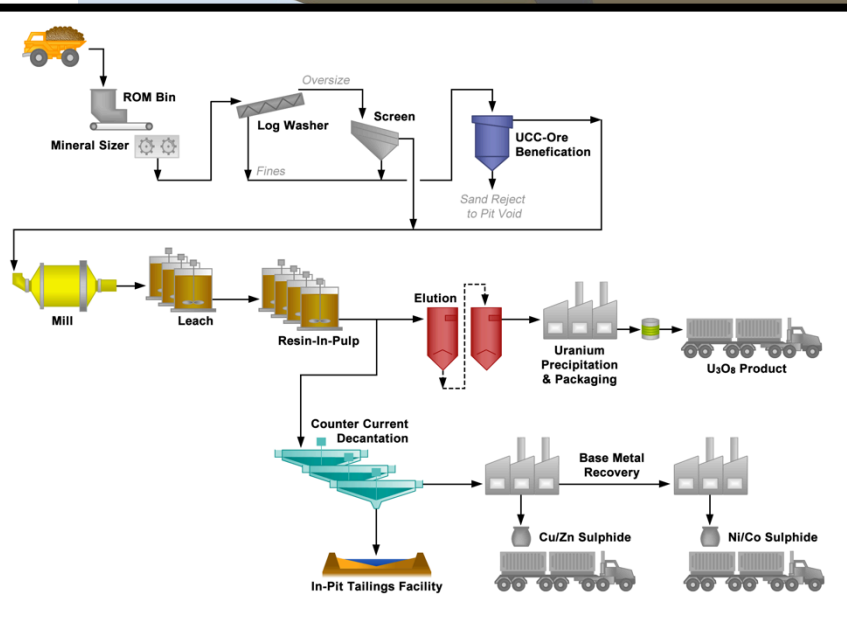 ROM Bin
Mineral Sizer
Oversize
Log Washer
Screen
Fines
UCC-Ore
Benefication
Sand Reject
to Pit Void
Mill
Leach
Resin-In-Pulp
Elution
Uranium
Precipitation
& Packaging
U₃O₈ Product
Counter Current
Decantation
Base Metal
Recovery
Cu/Zn Sulphide
Ni/Co Sulphide
In-Pit Tailings Facility